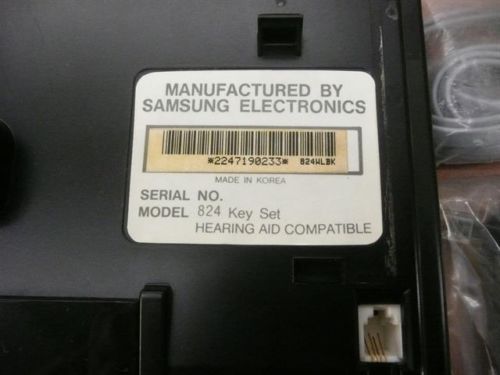 MANUFACTURED BY
SAMSUNG ELECTRONICS
*2247190233* 824WLBK
MADE IN KOREA
SERIAL NO.
MODEL 824 Key Set
HEARING AID COMPATIBLE